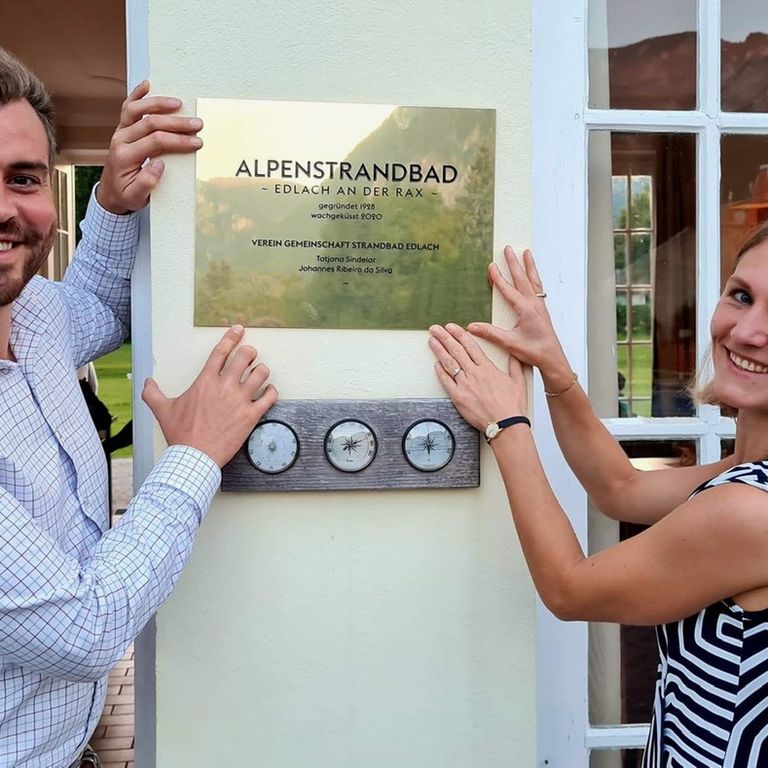 ALPENSTRANDBAD
~ EDLACH AN DER RAX ~
gegründet 1928
wachgeküsst 2020
VEREIN GEMEINSCHAFT STRANDBAD EDLACH
Tatjana Sindelar
Johannes Ribeiro da Silva
~